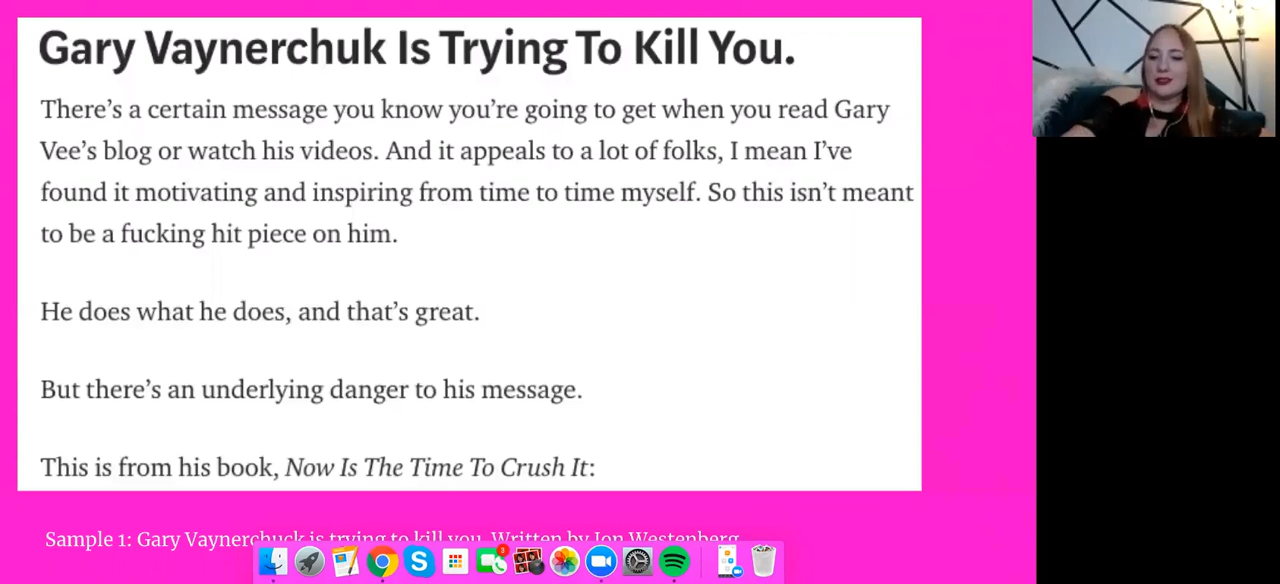 Gary Vaynerchuk Is Trying To Kill You.
There's a certain message you know you're going to get when you read Gary
Vee's blog or watch his videos. And it appeals to a lot of folks, I mean I've
found it motivating and inspiring from time to time myself. So this isn't meant
to be a fucking hit piece on him.
He does what he does, and that's great.
But there's an underlying danger to his message.
This is from his book, Now Is The Time To Crush It:
Sample 1: Gary Vaynerchuck is trying to kill you. Written by Jon Westenberg
3